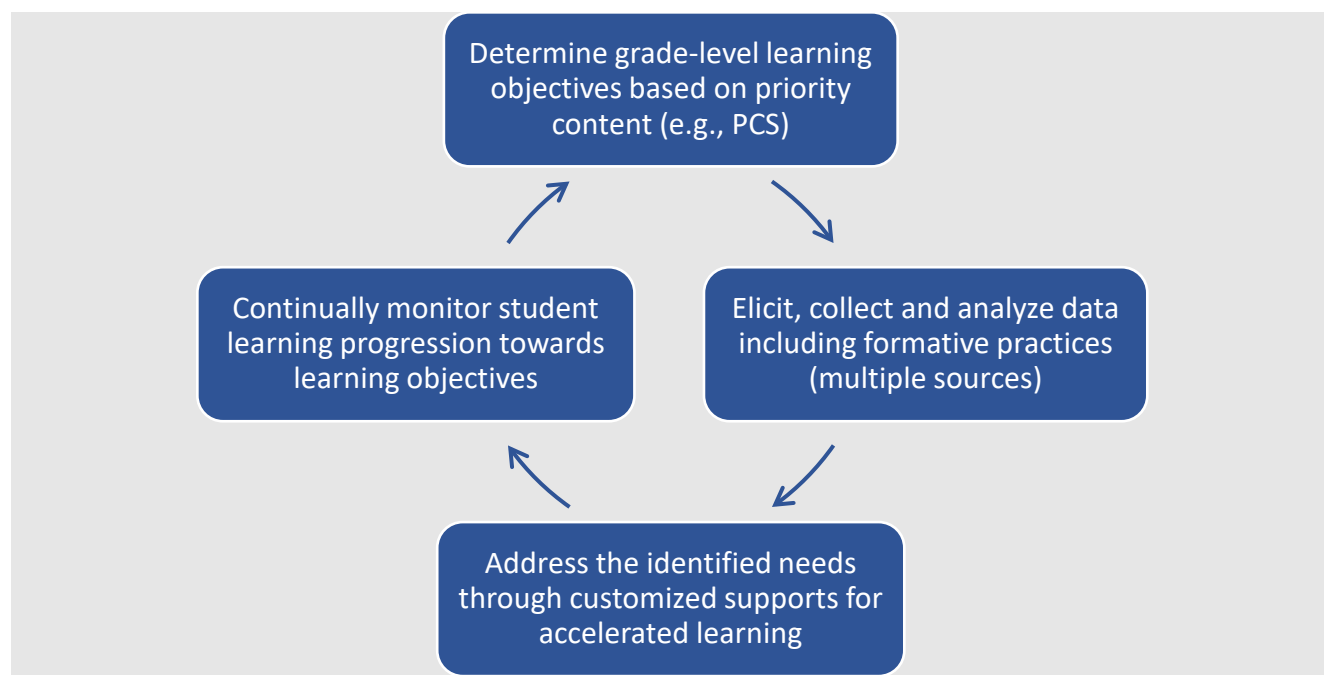 Determine grade-level learning
objectives based on priority
content (e.g., PCS)
Elicit, collect and analyze data
including formative practices
(multiple sources)
Address the identified needs
through customized supports for
accelerated learning
Continually monitor student
learning progression towards
learning objectives